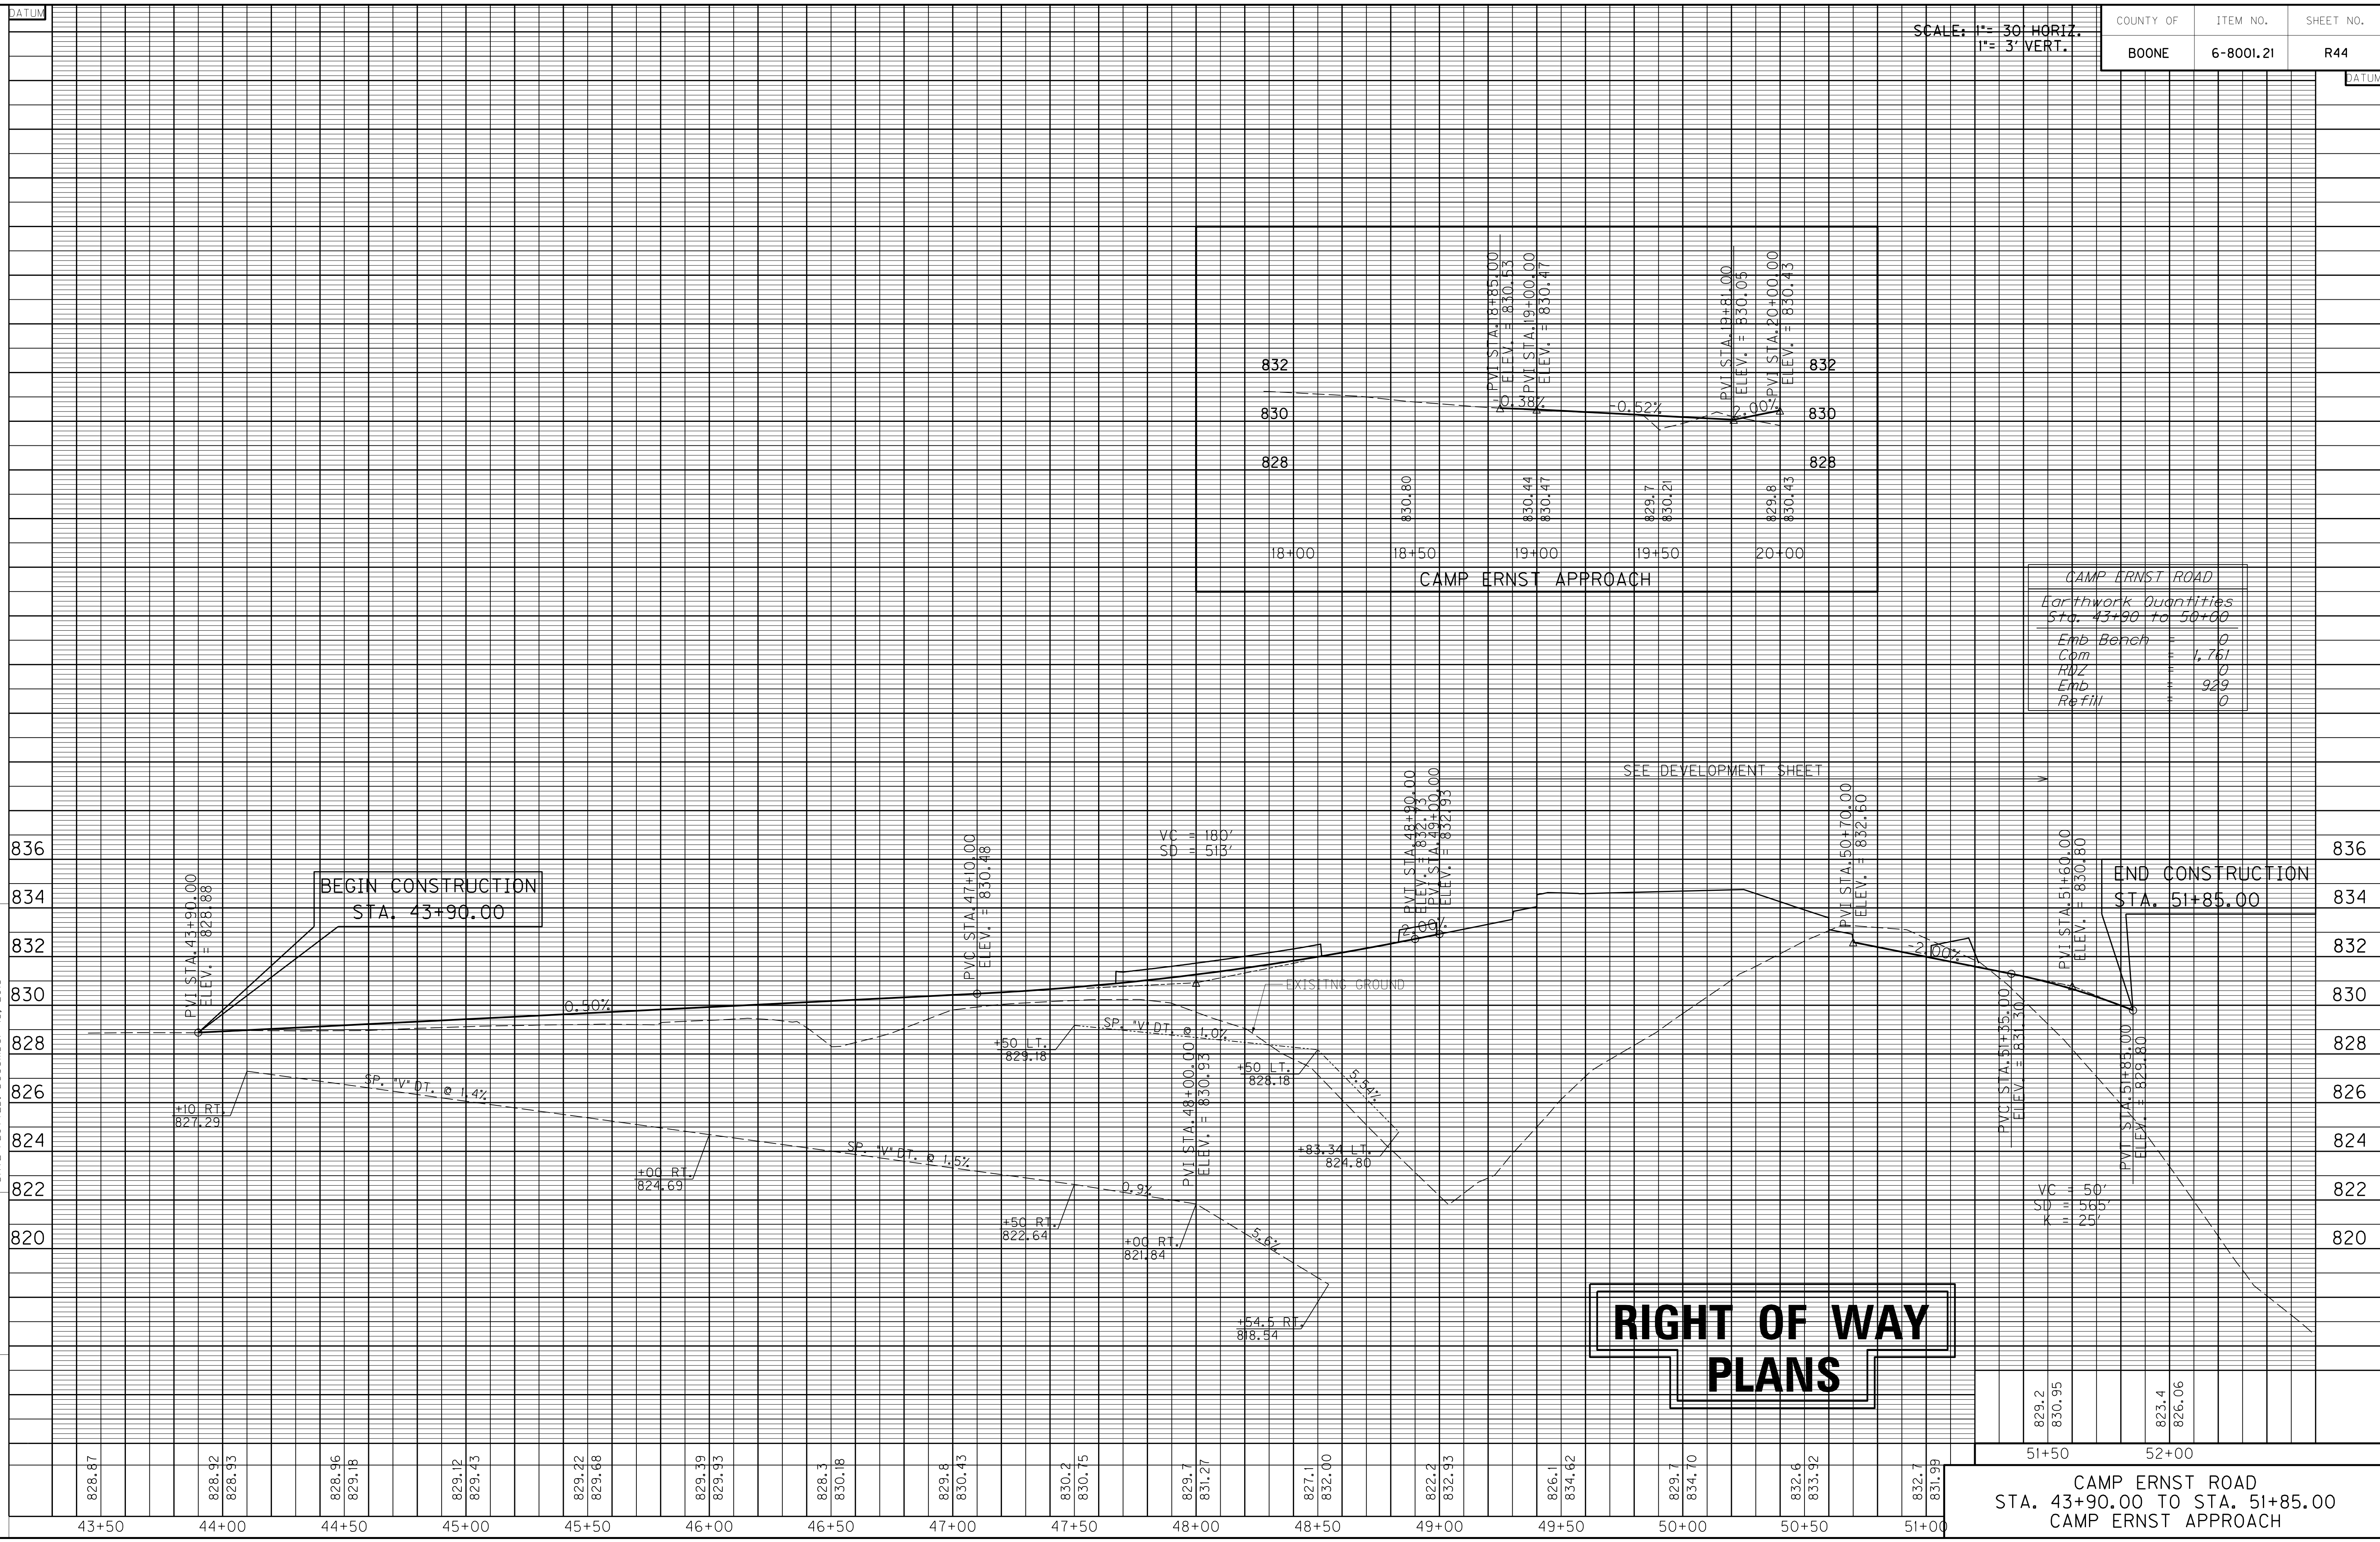 DATUM
SCALE: 1"= 30' HORIZ.
1"= 3' VERT.
COUNTY OF
ITEM NO.
SHEET NO.
BOONE
6-8001.21
R44
DATUM
PVI STA.18+85.00
ELEV. = 830.53
PVI STA.19+00.00
ELEV. = 830.47
PVI STA.19+81.00
ELEV. = 830.05
PVI STA.20+00.00
ELEV. = 830.43
832
832
-0.38%
-0.52%
2.00%
830
830
828
828
830.80
830.44
830.47
829.7
830.21
829.8
830.43
18+00
18+50
19+00
19+50
20+00
CAMP ERNST APPROACH
CAMP ERNST ROAD
Earthwork Quantities
Sta. 43+90 to 50+00
Emb Bench = 0
Com = 1,761
RDZ = 0
Emb = 929
Refill = 0
SEE DEVELOPMENT SHEET
836
834
832
830
828
826
824
822
820
836
834
832
830
828
826
824
822
820
PVI STA.43+90.00
ELEV. = 828.88
BEGIN CONSTRUCTION
STA. 43+90.00
0.50%
PVC STA.47+10.00
ELEV. = 830.48
VC = 180'
SD = 513'
PVT STA.48+90.00
ELEV. = 832.73
PVI STA.49+00.00
ELEV. = 832.93
2.00%
PVI STA.50+70.00
ELEV. = 832.60
-2.00%
PVI STA.51+60.00
ELEV. = 830.80
END CONSTRUCTION
STA. 51+85.00
EXISITNG GROUND
SP. "V" DT. @ 1.4%
+10 RT.
827.29
+00 RT.
824.69
SP. "V" DT. @ 1.5%
+50 LT.
829.18
SP. "V" DT. @ 1.0%
+50 LT.
828.18
5.54%
+83.34 LT.
824.80
PVI STA.48+00.00
ELEV. = 830.93
0.9%
+50 RT.
822.64
+00 RT.
821.84
5.6%
+54.5 RT.
818.54
PVC STA.51+35.00
ELEV. = 831.30
PVT STA.51+85.00
ELEV. = 829.80
VC = 50'
SD = 565'
K = 25'
RIGHT OF WAY
PLANS
829.2
830.95
823.4
826.06
51+50
52+00
828.87
828.92
828.93
828.96
829.18
829.12
829.43
829.22
829.68
829.39
829.93
828.3
830.18
829.8
830.43
830.2
830.75
829.7
831.27
827.1
832.00
822.2
832.93
826.1
834.62
829.7
834.70
832.6
833.92
832.7
831.99
43+50
44+00
44+50
45+00
45+50
46+00
46+50
47+00
47+50
48+00
48+50
49+00
49+50
50+00
50+50
51+00
CAMP ERNST ROAD
STA. 43+90.00 TO STA. 51+85.00
CAMP ERNST APPROACH